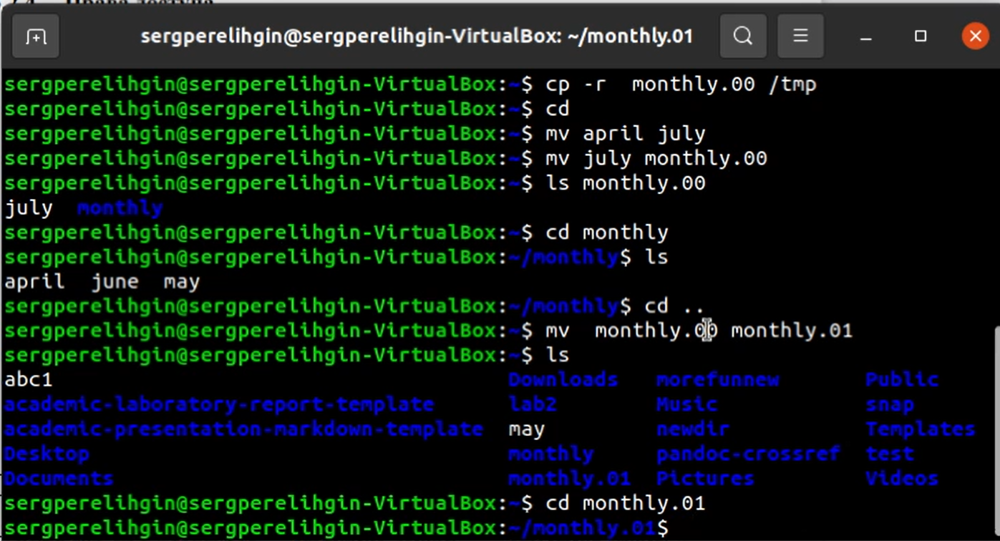 sergperelihgin@sergperelihgin-VirtualBox: ~/monthly.01
sergperelihgin@sergperelihgin-VirtualBox:~$ cp -r  monthly.00 /tmp
sergperelihgin@sergperelihgin-VirtualBox:~$ cd
sergperelihgin@sergperelihgin-VirtualBox:~$ mv april july
sergperelihgin@sergperelihgin-VirtualBox:~$ mv july monthly.00
sergperelihgin@sergperelihgin-VirtualBox:~$ ls monthly.00
july  monthly
sergperelihgin@sergperelihgin-VirtualBox:~$ cd monthly
sergperelihgin@sergperelihgin-VirtualBox:~/monthly$ ls
april  june  may
sergperelihgin@sergperelihgin-VirtualBox:~/monthly$ cd ..
sergperelihgin@sergperelihgin-VirtualBox:~$ mv  monthly.00 monthly.01
sergperelihgin@sergperelihgin-VirtualBox:~$ ls
abc1 Downloads morefunnew Public
academic-laboratory-report-template lab2 Music snap
academic-presentation-markdown-template may newdir Templates
Desktop monthly pandoc-crossref test
Documents monthly.01 Pictures Videos
sergperelihgin@sergperelihgin-VirtualBox:~$ cd monthly.01
sergperelihgin@sergperelihgin-VirtualBox:~/monthly.01$